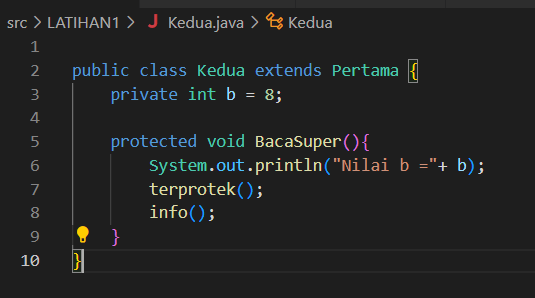 src > LATIHAN1 > J Kedua.java > Kedua
1
2 public class Kedua extends Pertama {
3     private int b = 8;
4
5     protected void BacaSuper(){
6         System.out.println("Nilai b ="+ b);
7         terprotek();
8         info();
9     }
10 }